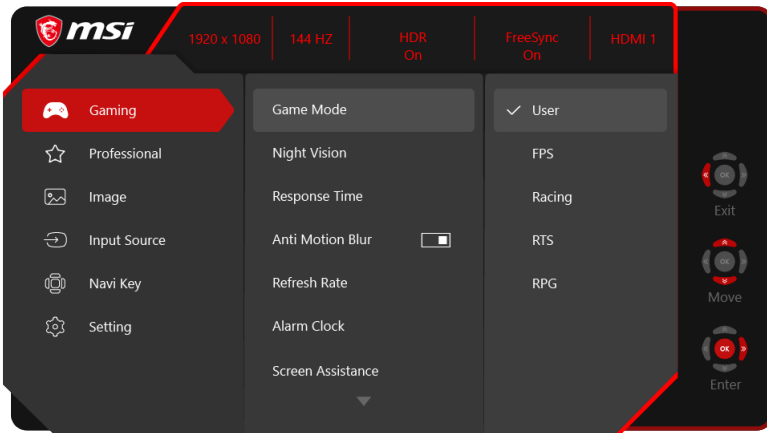 msi
1920 x 1080
144 HZ
HDR
On
FreeSync
On
HDMI 1
Gaming
Professional
Image
Input Source
Navi Key
Setting
Game Mode
Night Vision
Response Time
Anti Motion Blur
Refresh Rate
Alarm Clock
Screen Assistance
User
FPS
Racing
RTS
RPG
OK
Exit
OK
Move
OK
Enter